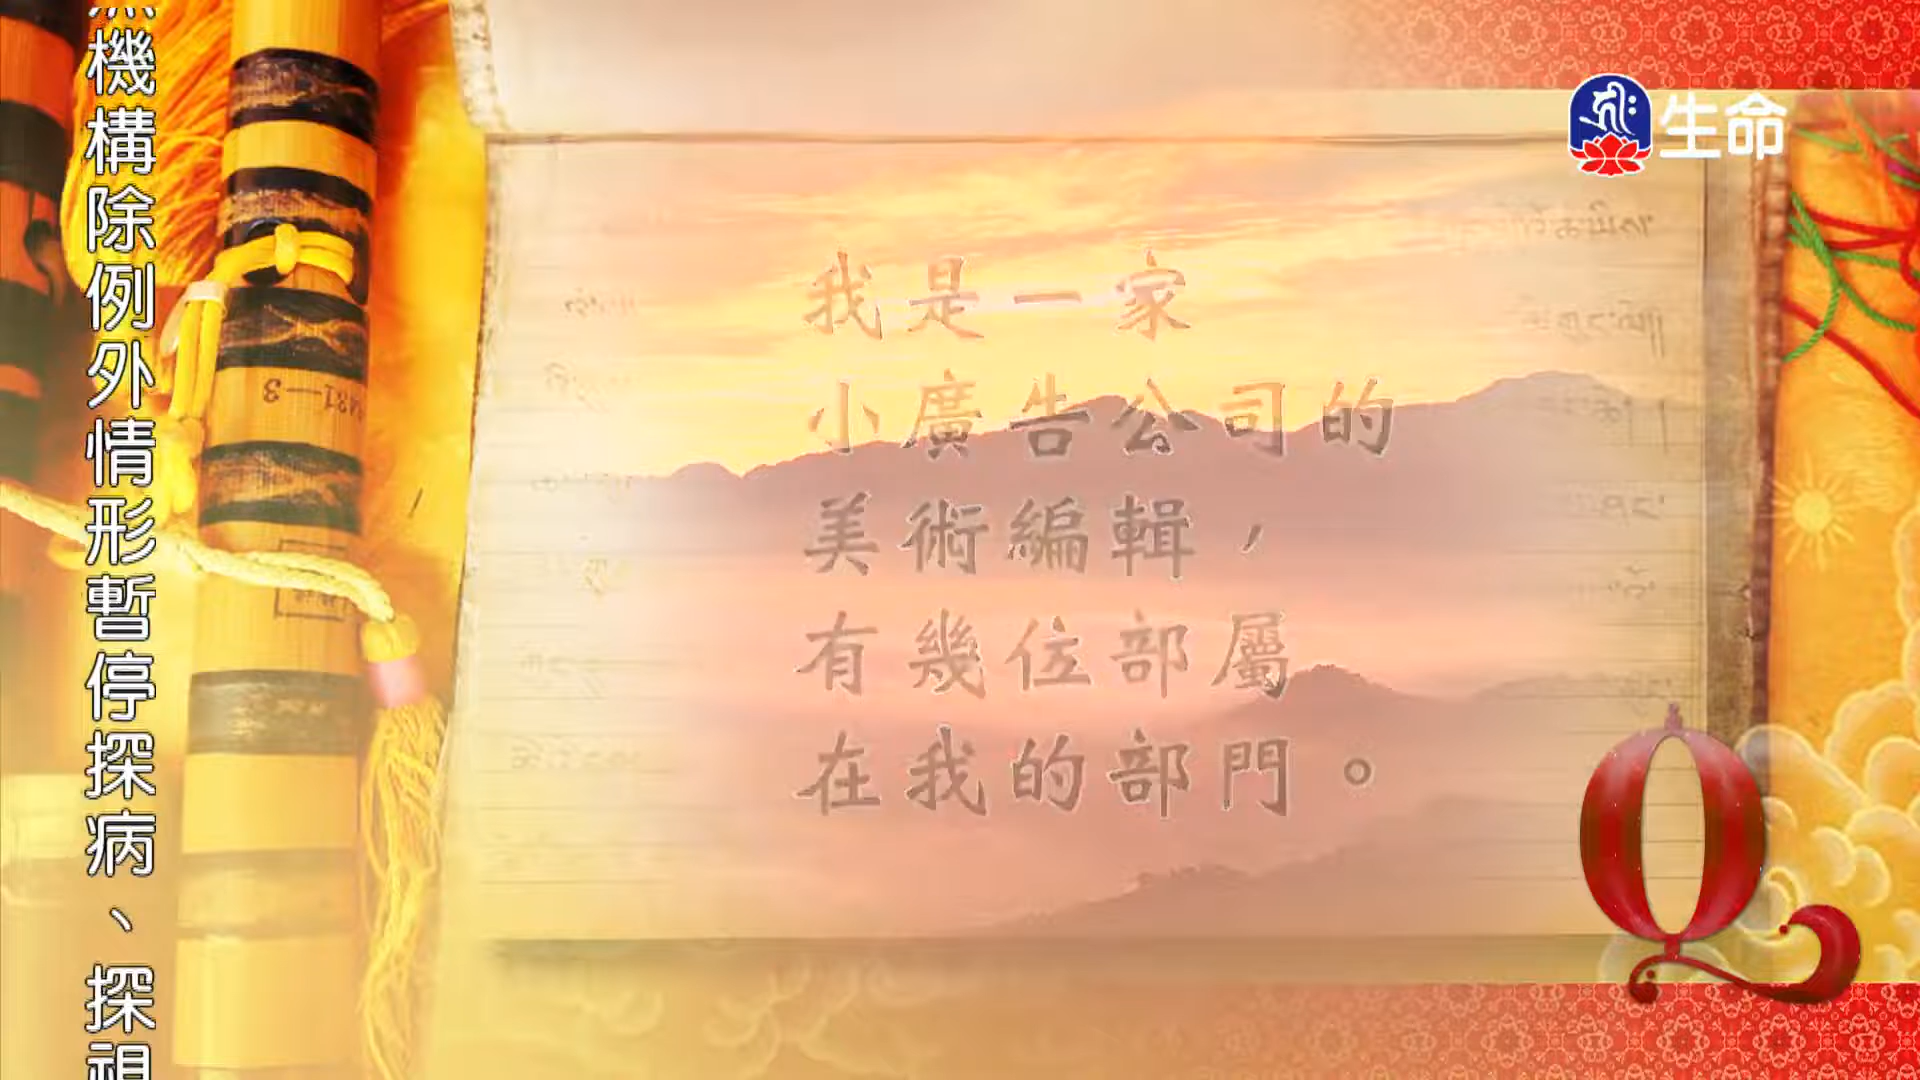 機構除例外情形暫停探病、探視
生命
我是一家
小廣告公司的
美術編輯，
有幾位部屬
在我的部門。
Q